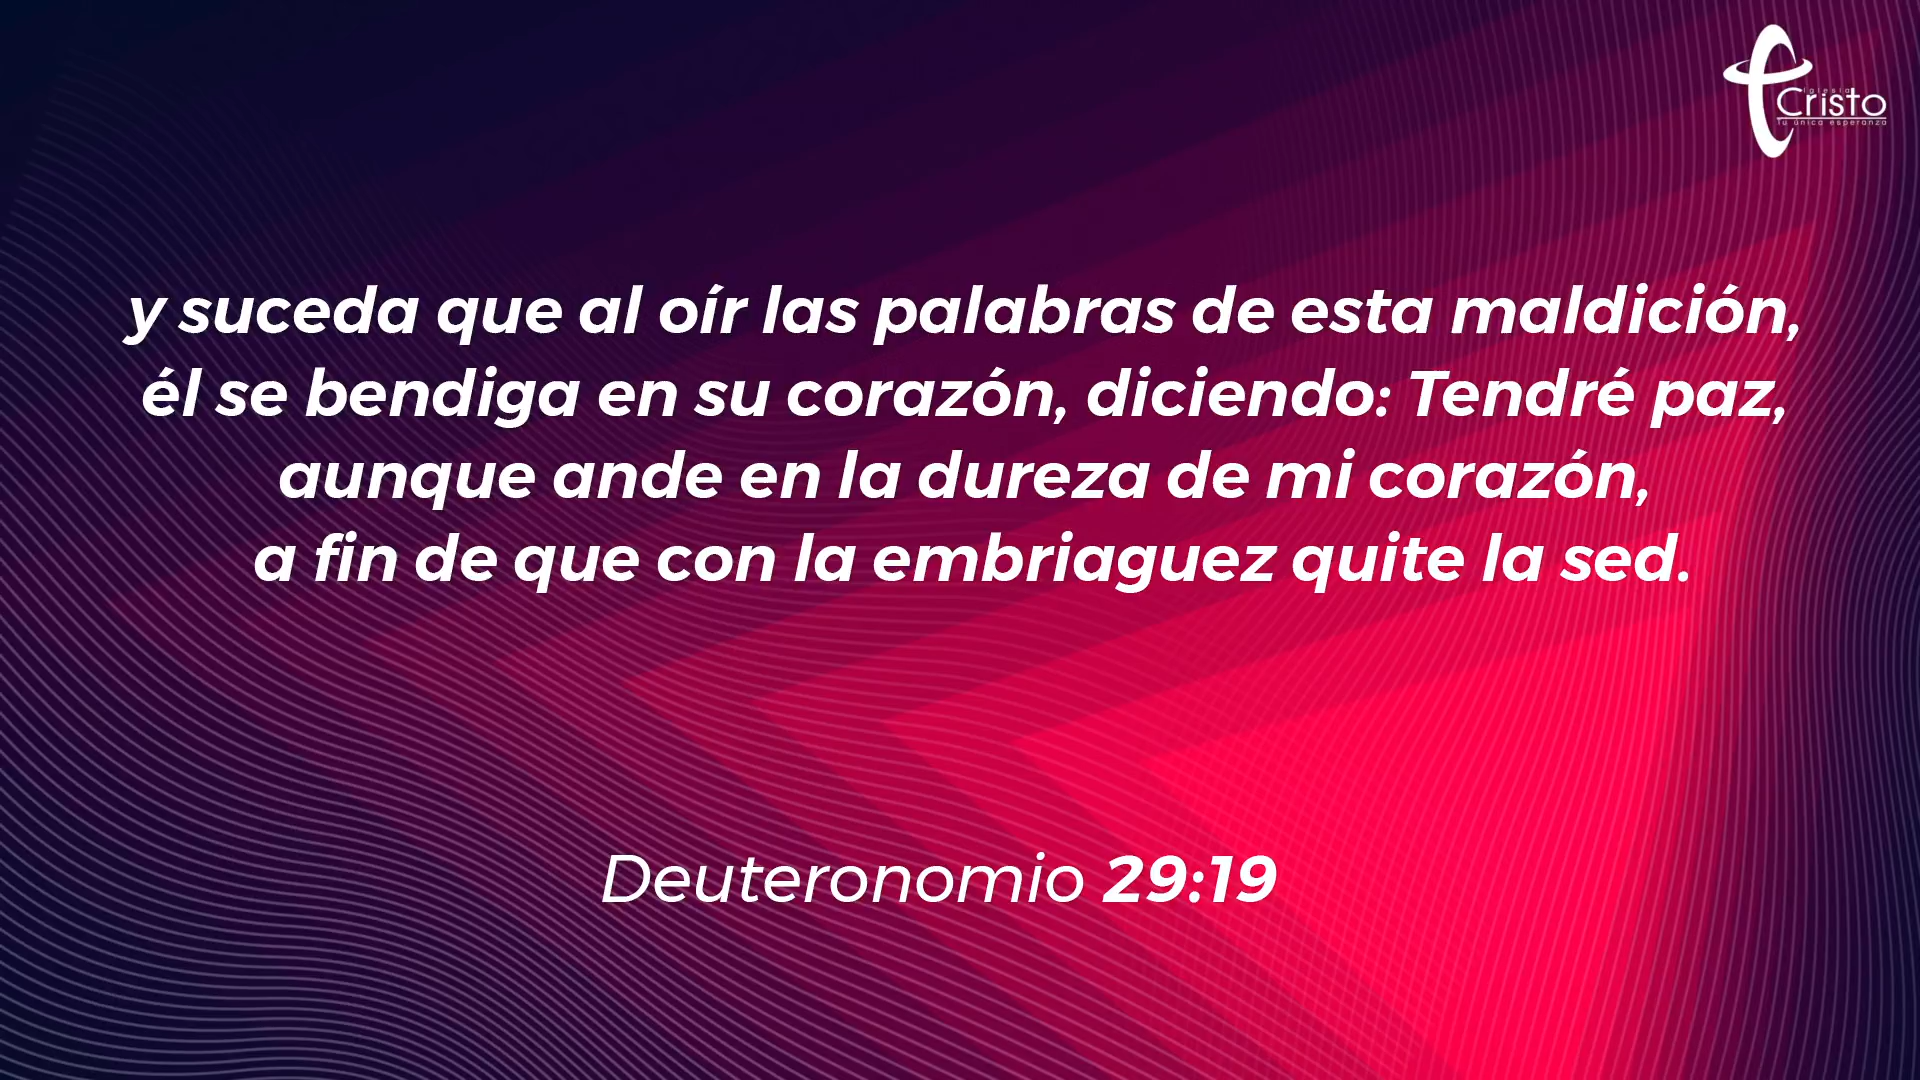 Iglesia
Cristo
Tu única esperanza
y suceda que al oír las palabras de esta maldición,
él se bendiga en su corazón, diciendo: Tendré paz,
aunque ande en la dureza de mi corazón,
a fin de que con la embriaguez quite la sed.
Deuteronomio 29:19